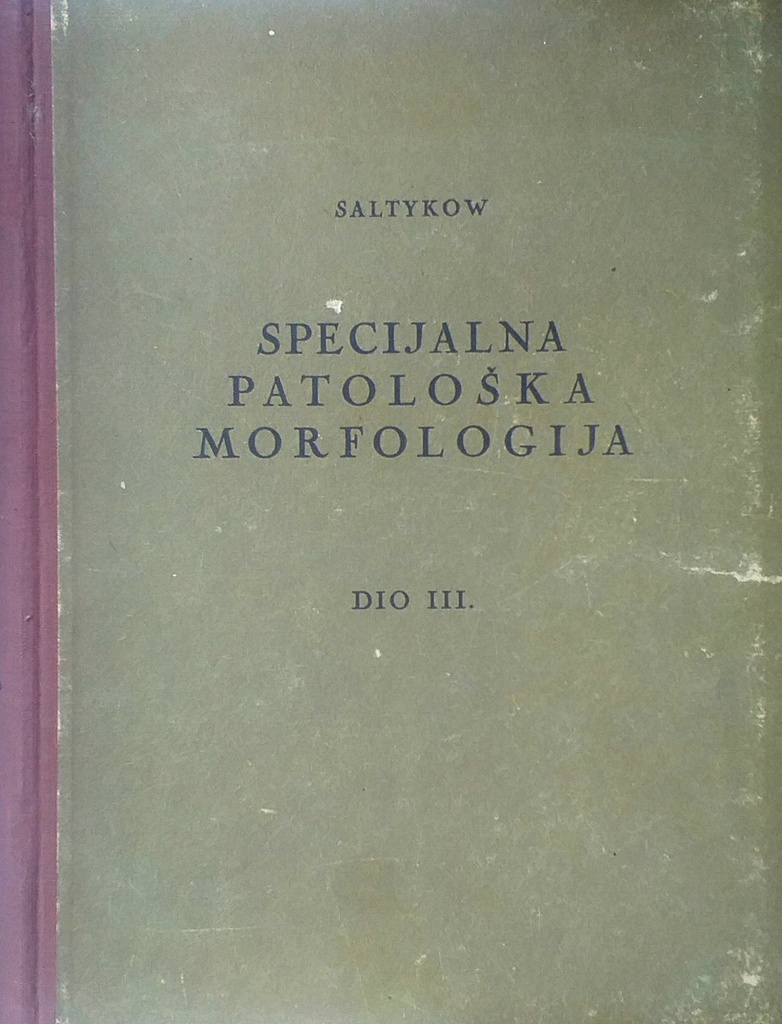 SALTYKOW
SPECIJALNA
PATOLOŠKA
MORFOLOGIJA
DIO III.